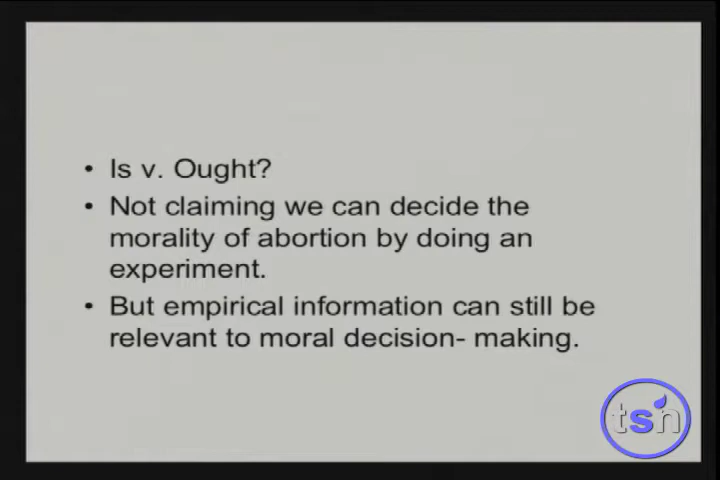 • Is v. Ought?
• Not claiming we can decide the
morality of abortion by doing an
experiment.
• But empirical information can still be
relevant to moral decision- making.
tsn